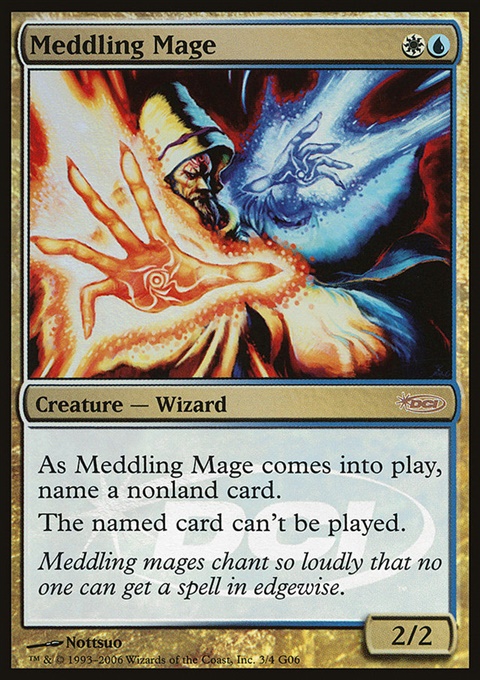 Meddling Mage
Creature — Wizard
DCI
As Meddling Mage comes into play,
name a nonland card.
The named card can't be played.
Meddling mages chant so loudly that no
one can get a spell in edgewise.
DCI
Nottsuo
2/2
™ & © 1993–2006 Wizards of the Coast, Inc. 3/4 G06